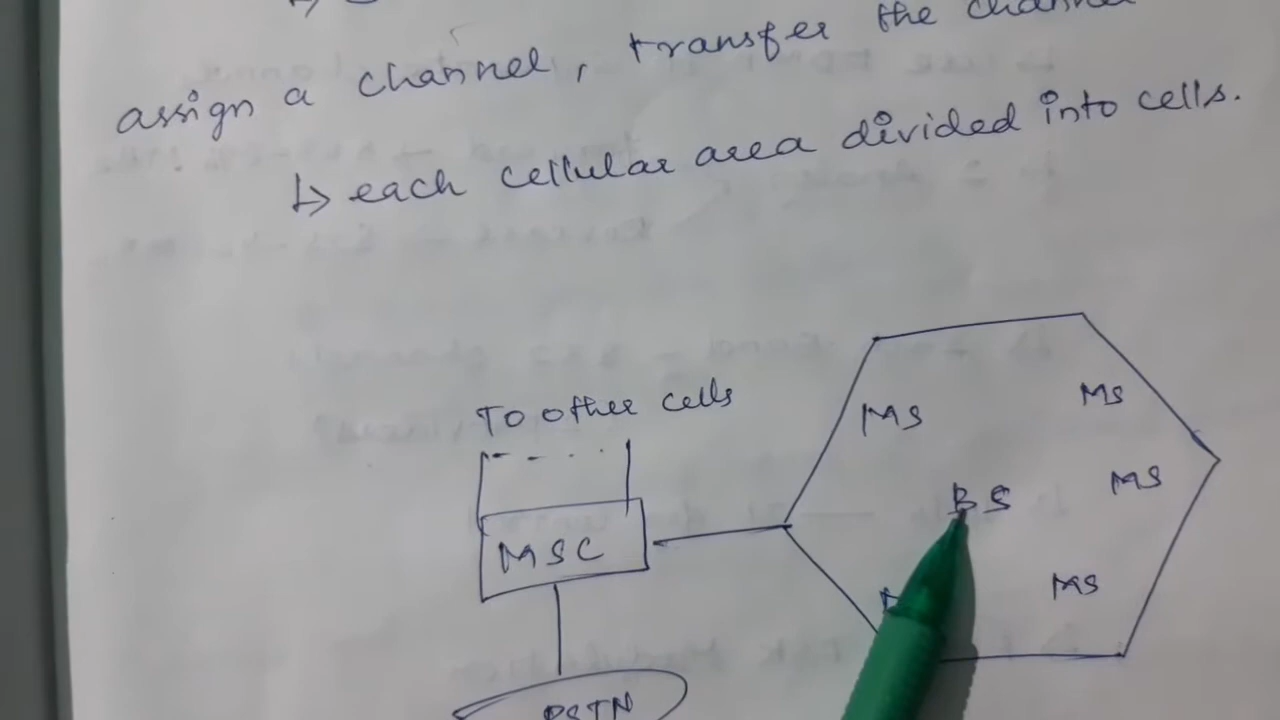 assign a channel, transfer the channel
↳ each cellular area divided into cells.
To other cells
MS
MS
BS
MS
MSC
MS
PSTN